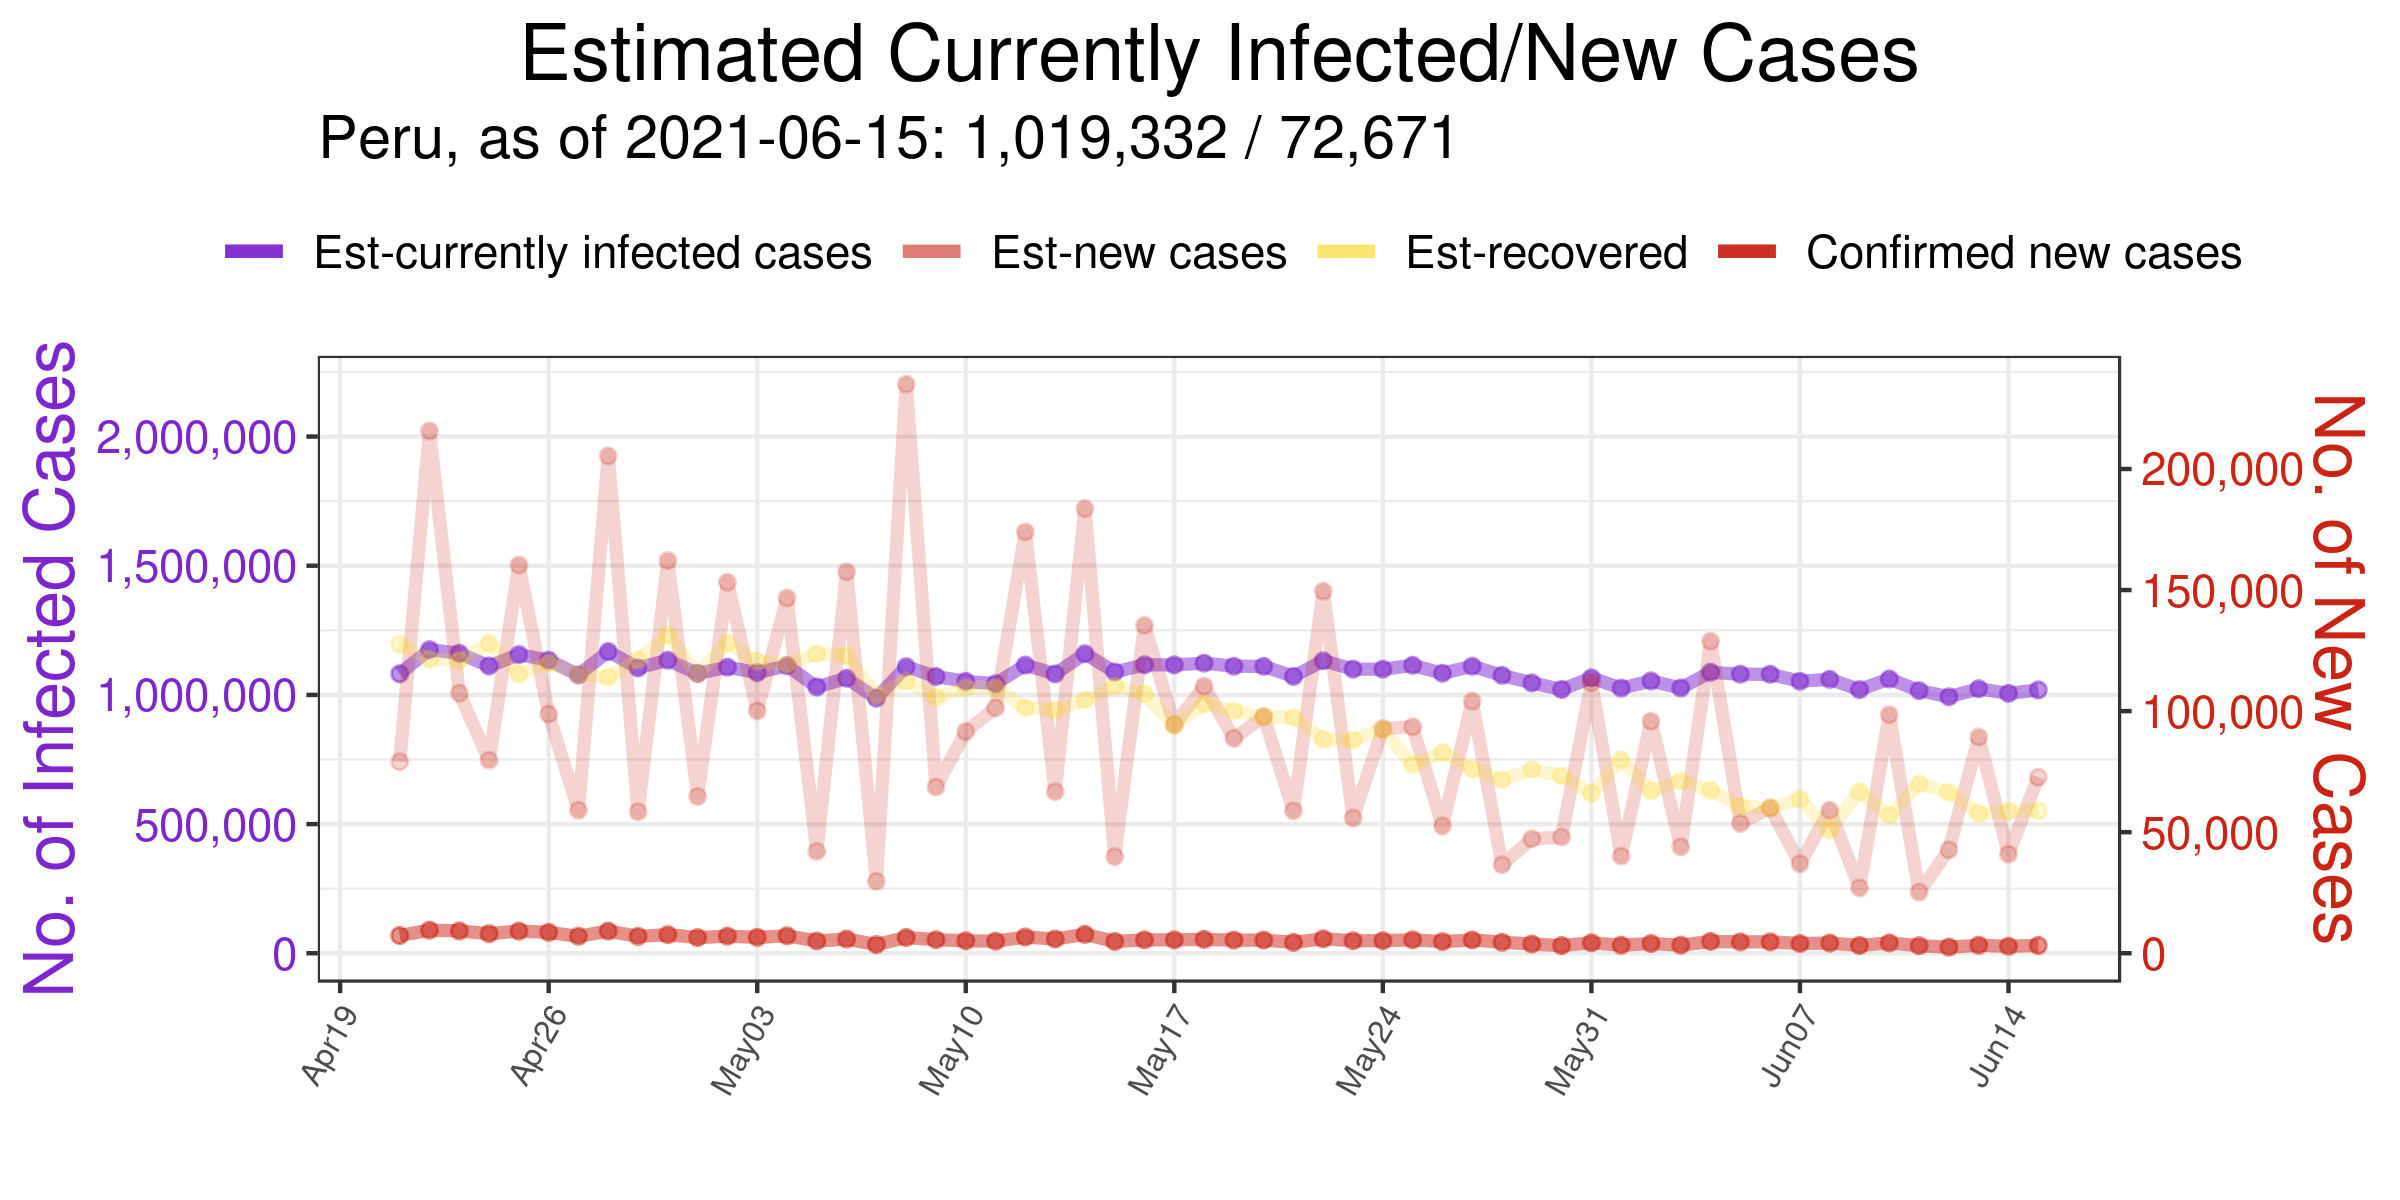 Estimated Currently Infected/New Cases
Peru, as of 2021-06-15: 1,019,332 / 72,671
Est-currently infected cases Est-new cases Est-recovered Confirmed new cases
No. of Infected Cases
2,000,000
1,500,000
1,000,000
500,000
0
200,000
150,000
100,000
50,000
0
No. of New Cases
Apr19 Apr26 May03 May10 May17 May24 May31 Jun07 Jun14